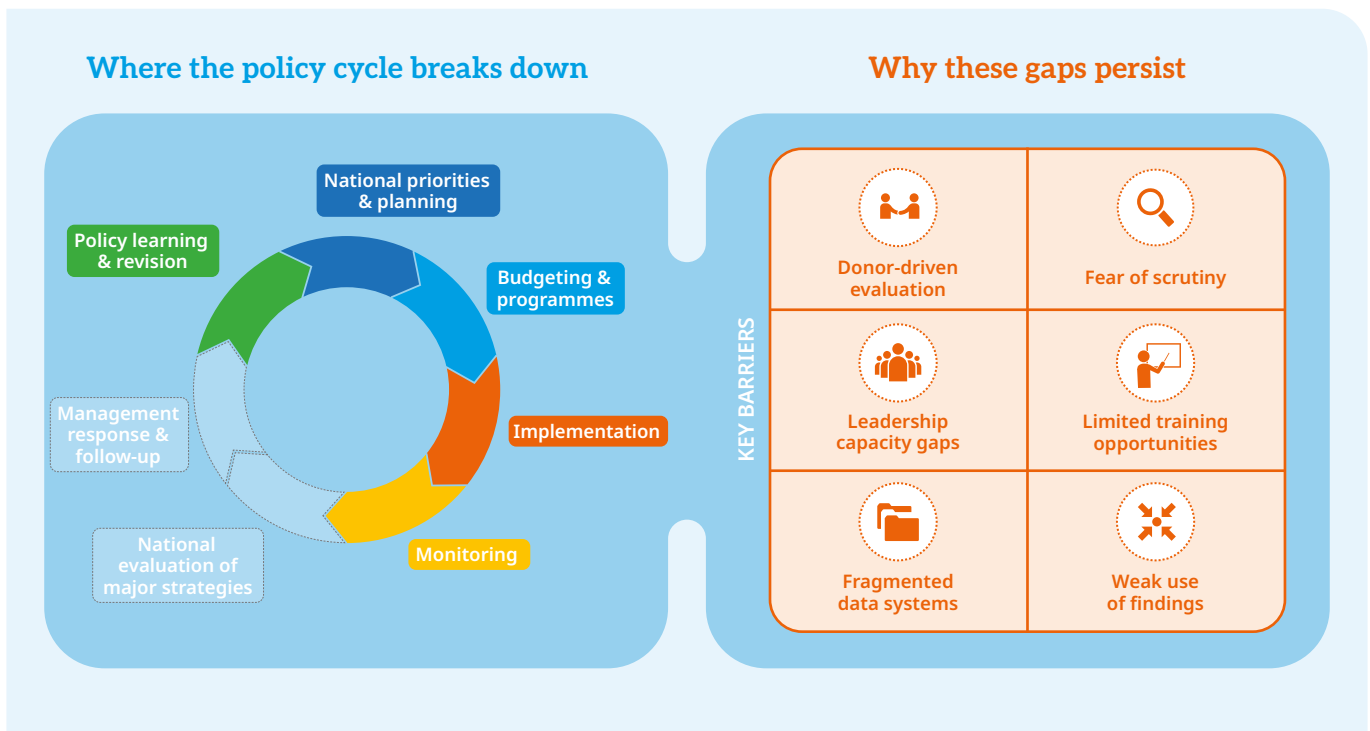 Where the policy cycle breaks down
National priorities
& planning
Budgeting &
programmes
Implementation
Monitoring
National
evaluation of
major strategies
Management
response &
follow-up
Policy learning
& revision
Why these gaps persist
KEY BARRIERS
Donor-driven
evaluation
Fear of scrutiny
Leadership
capacity gaps
Limited training
opportunities
Fragmented
data systems
Weak use
of findings